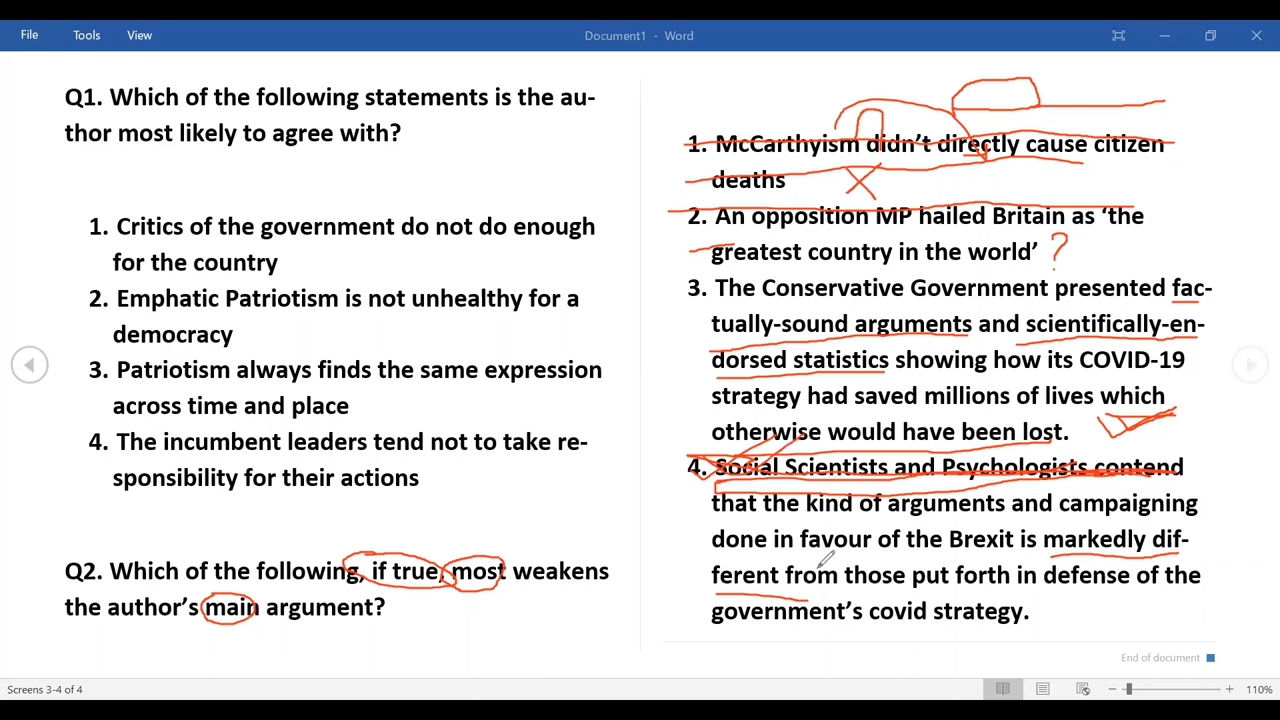 File Tools View
Document1 - Word
Q1. Which of the following statements is the au-
thor most likely to agree with?
1. Critics of the government do not do enough
for the country
2. Emphatic Patriotism is not unhealthy for a
democracy
3. Patriotism always finds the same expression
across time and place
4. The incumbent leaders tend not to take re-
sponsibility for their actions
Q2. Which of the following, if true, most weakens
the author's main argument?
1. McCarthyism didn't directly cause citizen
deaths
2. An opposition MP hailed Britain as 'the
greatest country in the world' ?
3. The Conservative Government presented fac-
tually-sound arguments and scientifically-en-
dorsed statistics showing how its COVID-19
strategy had saved millions of lives which
otherwise would have been lost.
4. Social Scientists and Psychologists contend
that the kind of arguments and campaigning
done in favour of the Brexit is markedly dif-
ferent from those put forth in defense of the
government's covid strategy.
End of document
Screens 3-4 of 4
110%